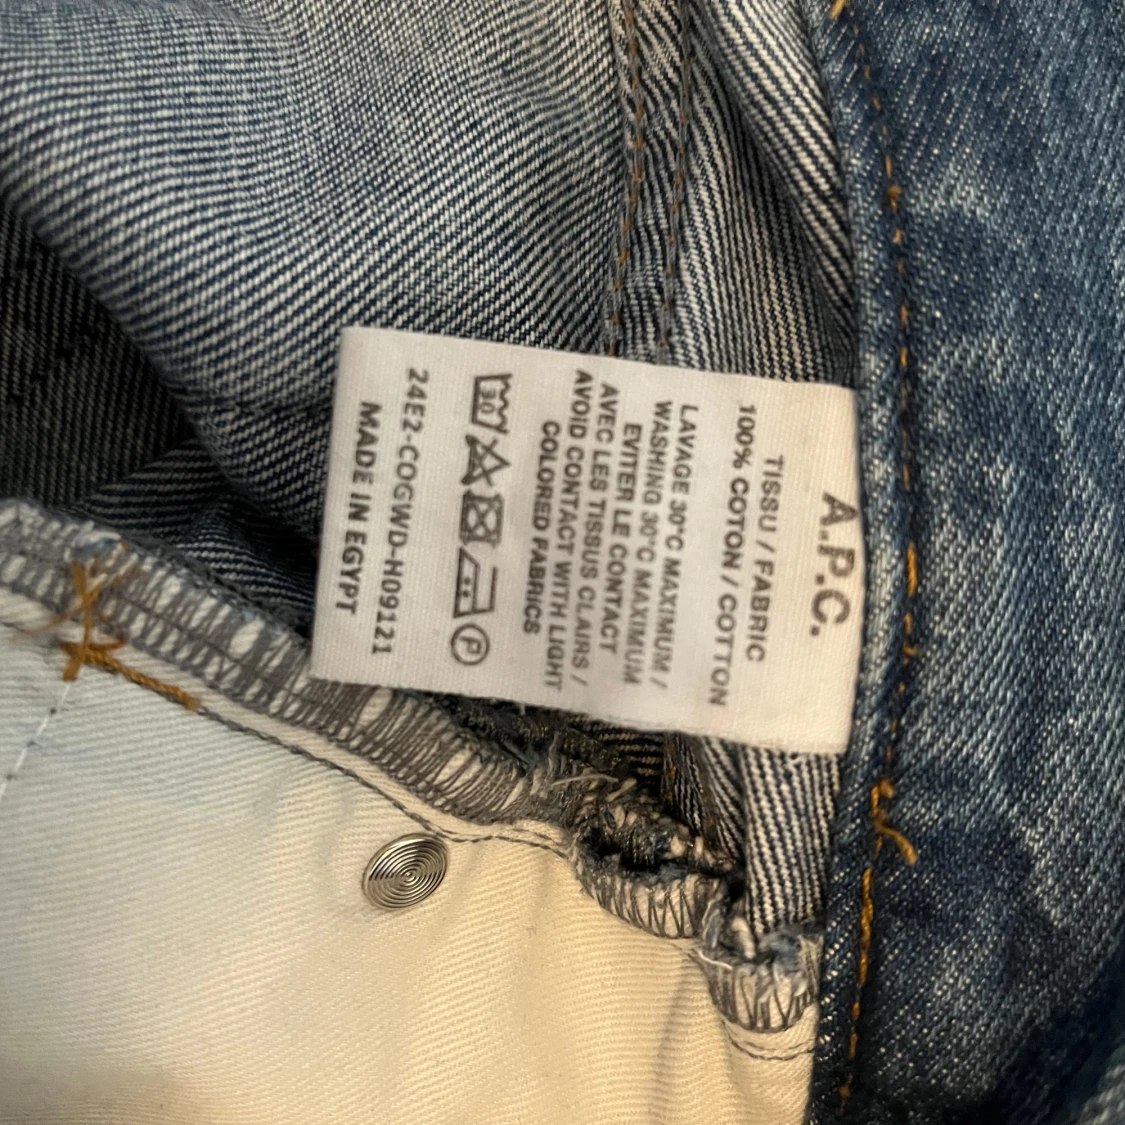 A.P.C.
TISSU / FABRIC
100% COTON / COTTON
LAVAGE 30°C MAXIMUM /
WASHING 30°C MAXIMUM
EVITER LE CONTACT
AVEC LES TISSUS CLAIRS /
AVOID CONTACT WITH LIGHT
COLORED FABRICS
30 P
24E2-COGWD-H09121
MADE IN EGYPT